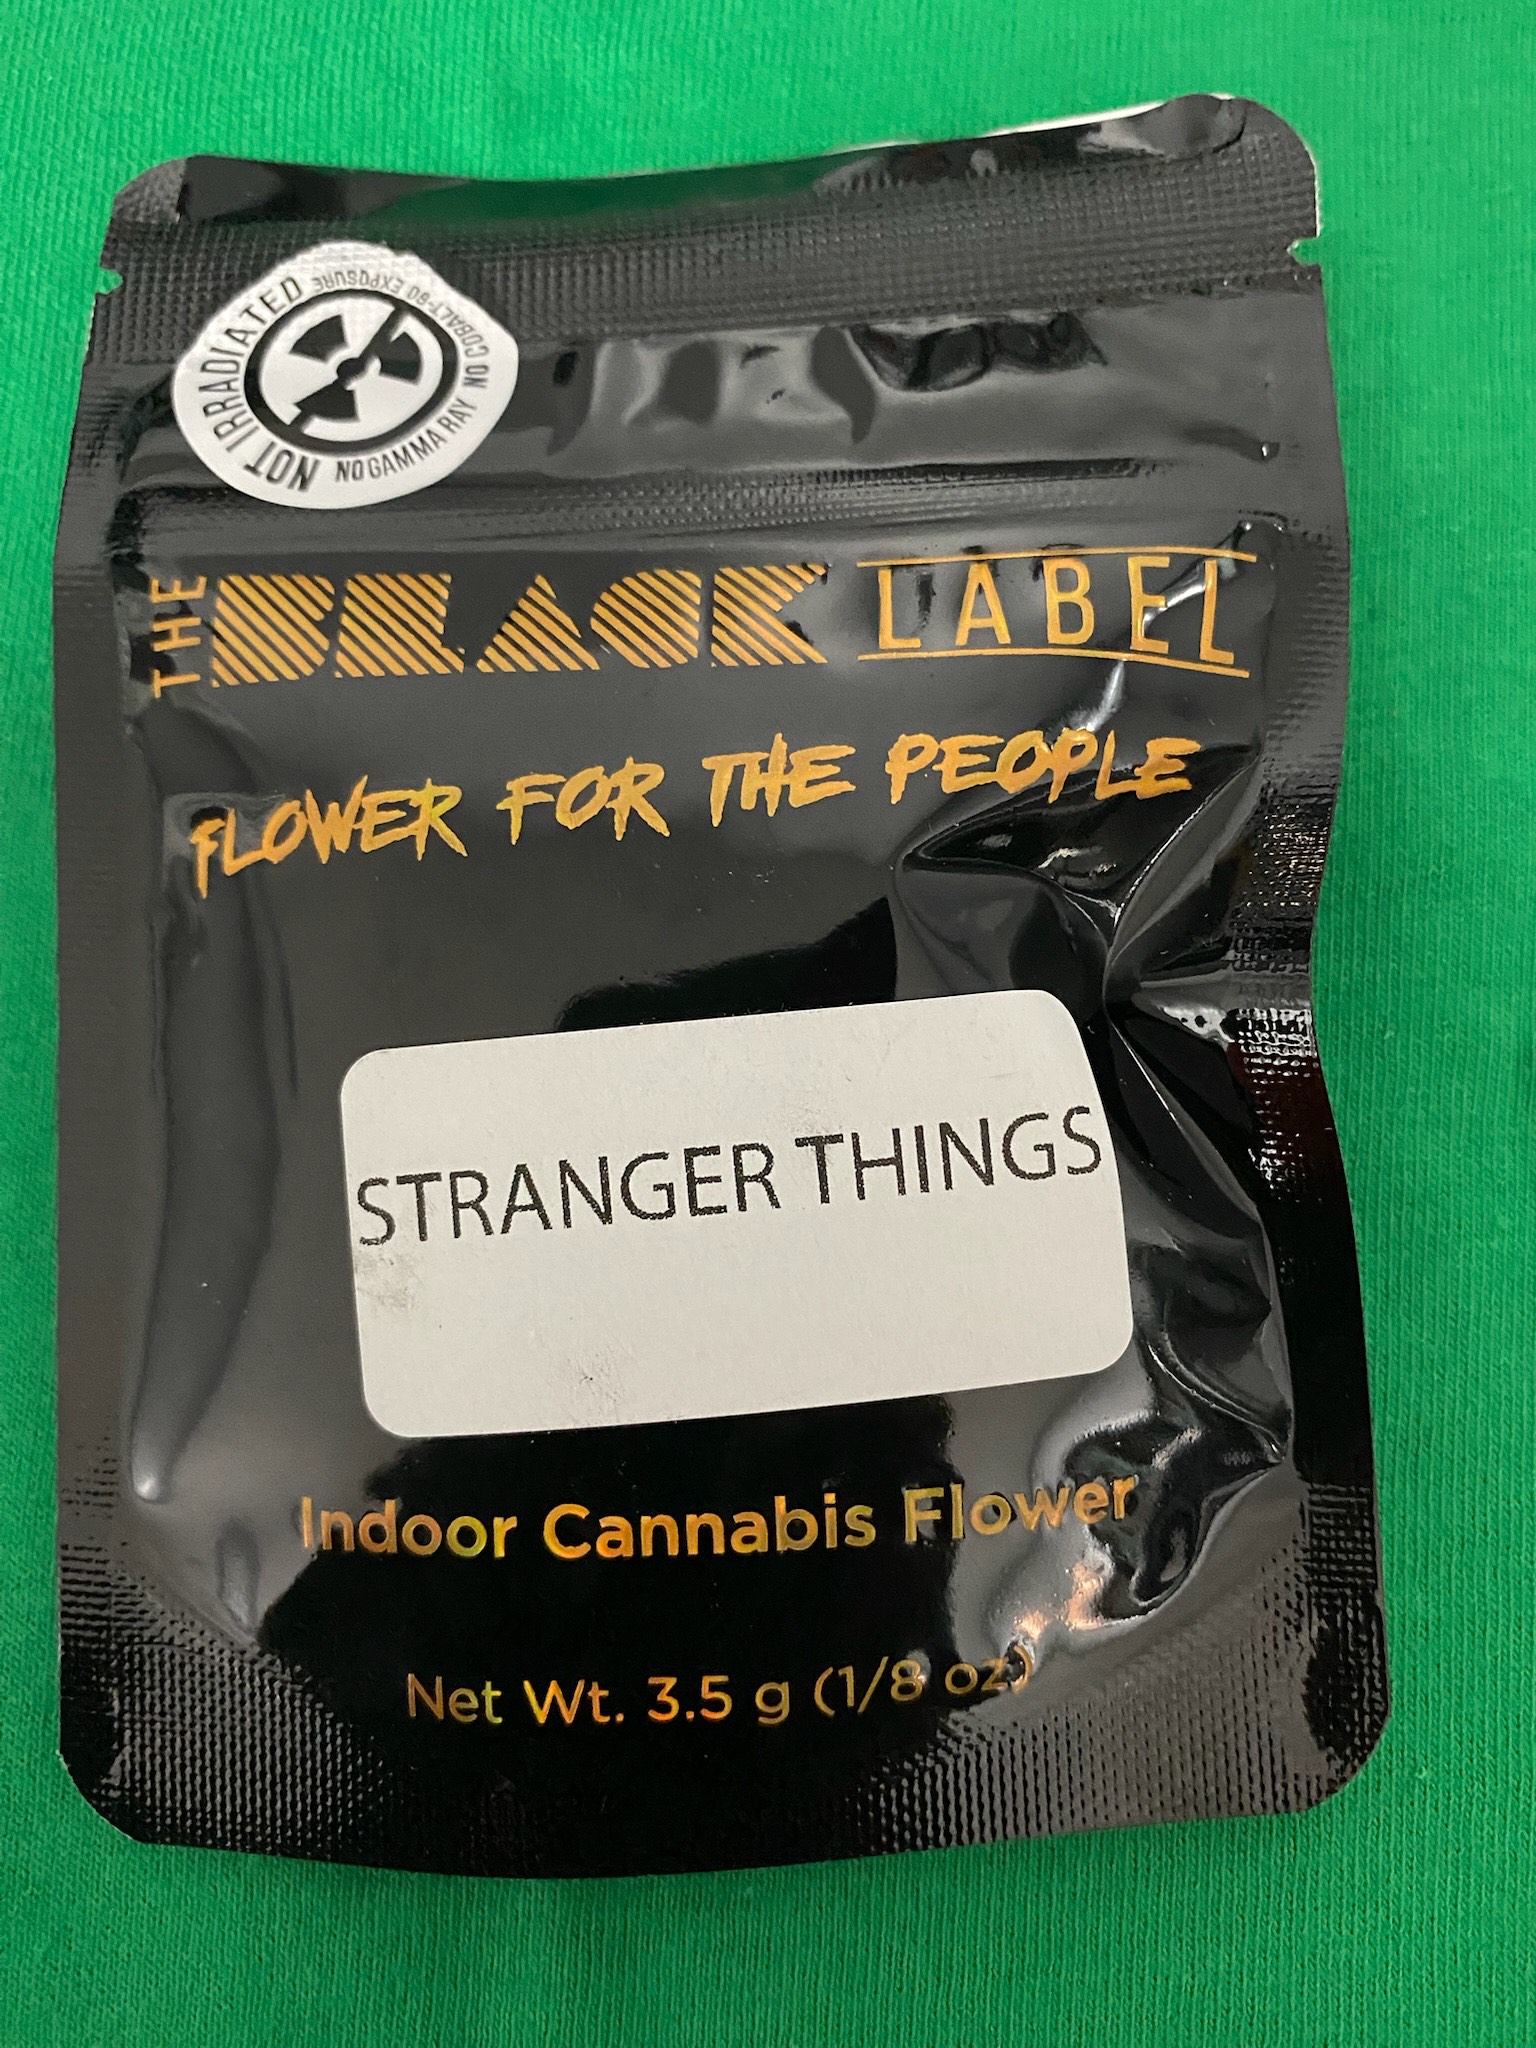 NOT IRRADIATED
NO GAMMA RAY NO COBALT-60 EXPOSURE
THE BLACK LABEL
FLOWER FOR THE PEOPLE
STRANGER THINGS
Indoor Cannabis Flower
Net Wt. 3.5 g (1/8 oz)